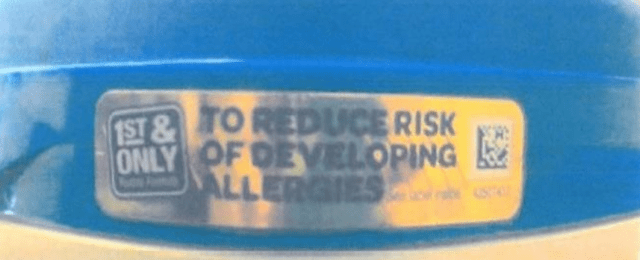 1ST &
ONLY
TO REDUCE RISK
OF DEVELOPING
ALLERGIES